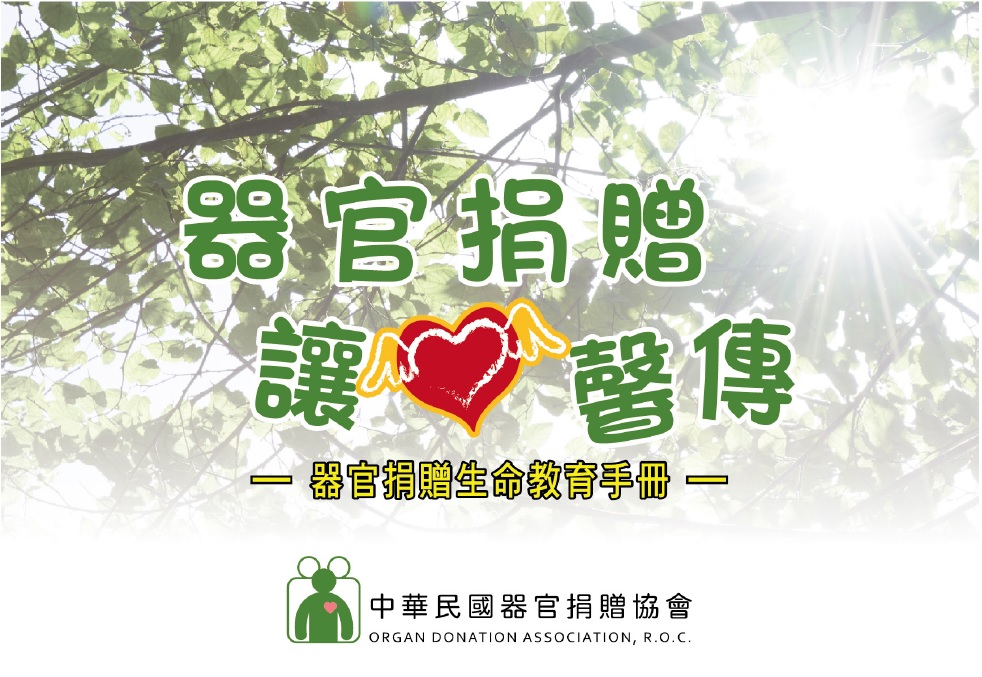 器官捐贈
讓馨傳
— 器官捐贈生命教育手冊 —
中華民國器官捐贈協會
ORGAN DONATION ASSOCIATION, R.O.C.